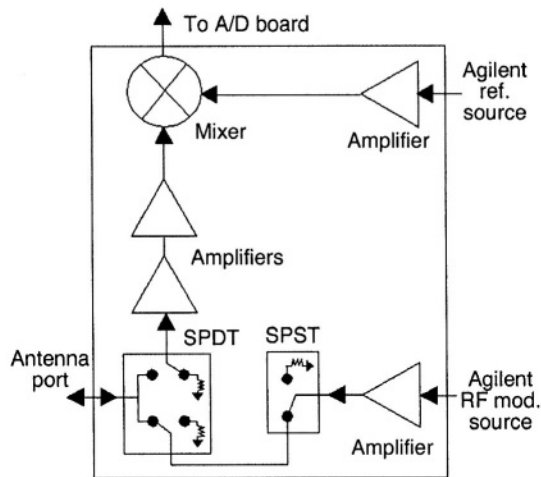 To A/D board
Agilent
ref.
source
Mixer
Amplifier
Amplifiers
SPDT
SPST
Antenna
port
Agilent
RF mod.
source
Amplifier